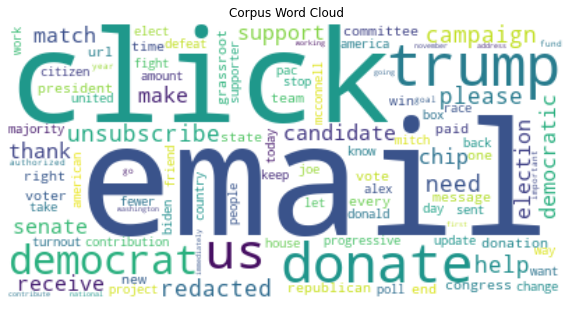 Corpus Word Cloud
work
match
url
elect
time
defeat
support
committee
america
campaign
click
trump
citizen
fight
amount
grassroot
supporter
working
november
address
fund
year
president
united
make
pac
stop
team
mcconnell
going
goal
win
box
race
please
majority
unsubscribe
state
today
candidate
paid
back
reply
authorized
thank
american
friend
go
email
keep
know
mitch
chip
one
election
important
democratic
right
voter
take
fewer
washington
biden
country
people
joe
let
vote
every
alex
donald
need
message
day
sent
first
senate
turnout
contribution
democrat
us
immediately
house
progressive
update
donation
way
donate
help
want
receive
new
project
end
redacted
republican
poll
end
congress
change
contribute
national